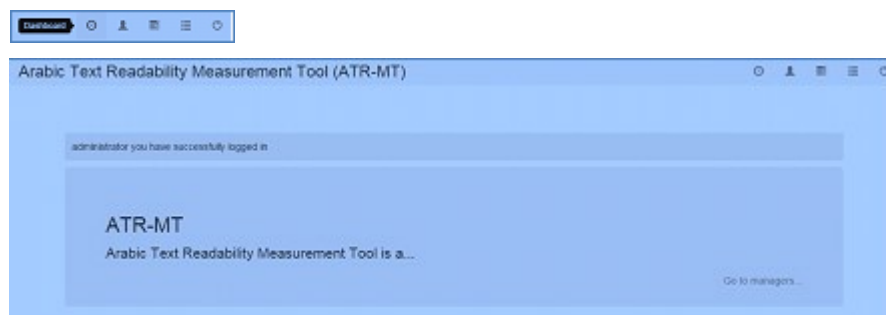 Dashboard
Arabic Text Readability Measurement Tool (ATR-MT)
administrator you have successfully logged in
ATR-MT
Arabic Text Readability Measurement Tool is a...
Go to managers...